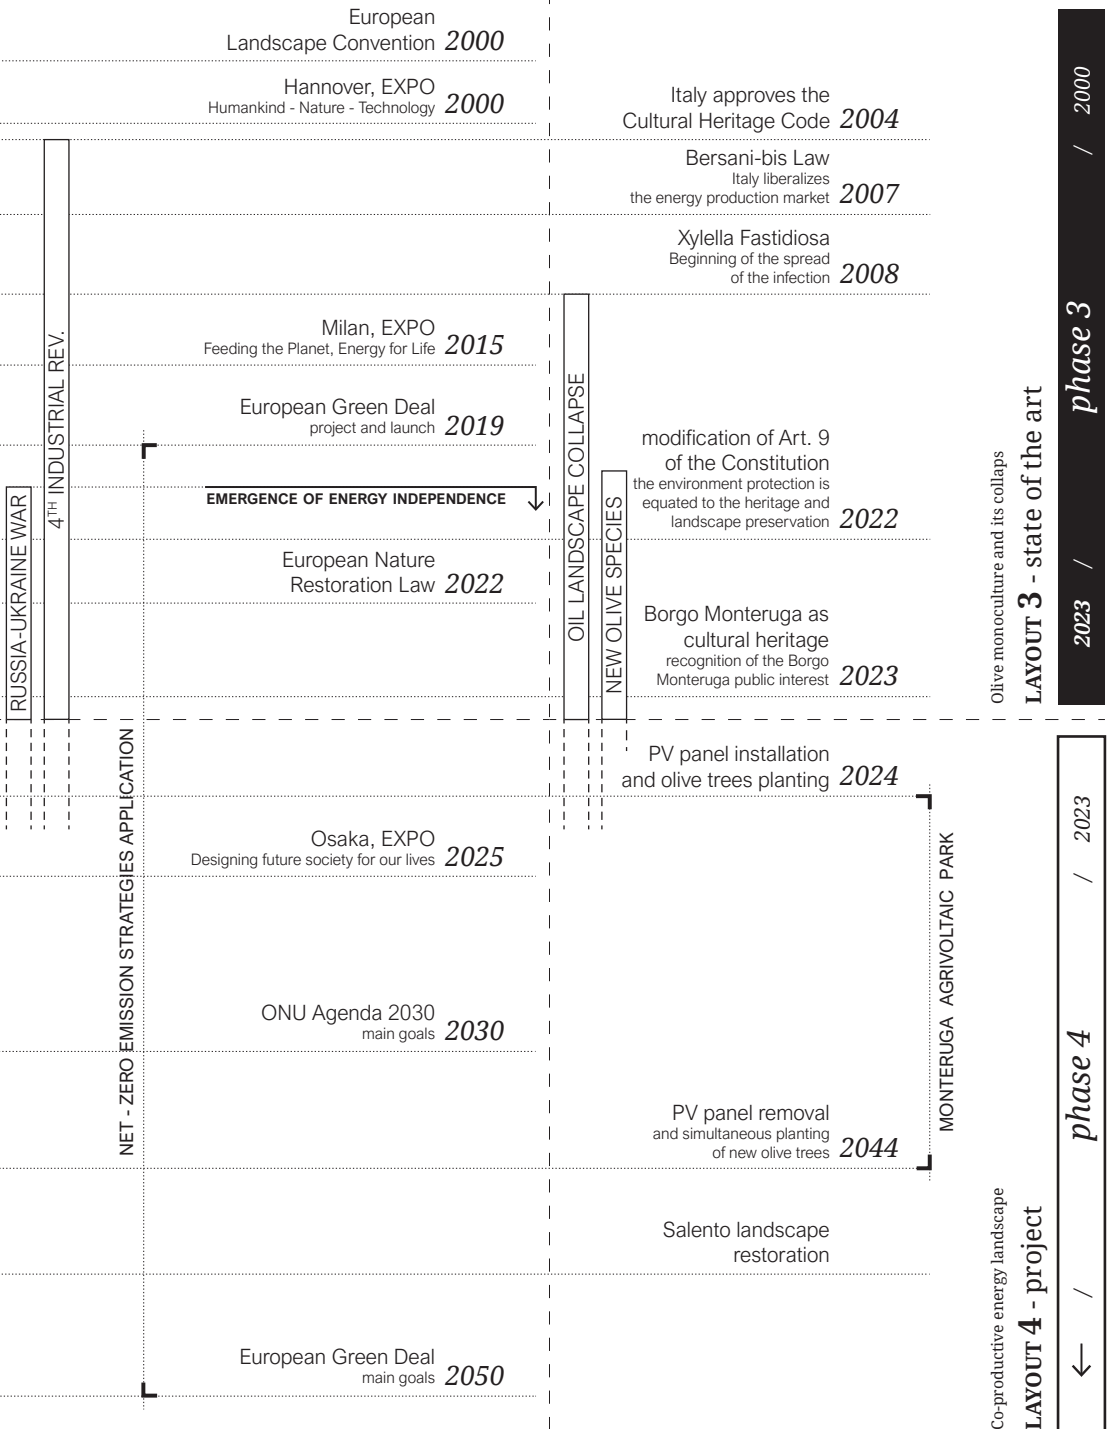 European
Landscape Convention 2000
Hannover, EXPO
Humankind - Nature - Technology 2000
Milan, EXPO
Feeding the Planet, Energy for Life 2015
European Green Deal
project and launch 2019
EMERGENCE OF ENERGY INDEPENDENCE
European Nature
Restoration Law 2022
RUSSIA-UKRAINE WAR
4TH INDUSTRIAL REV.
Italy approves the
Cultural Heritage Code 2004
Bersani-bis Law
Italy liberalizes
the energy production market 2007
Xylella Fastidiosa
Beginning of the spread
of the infection 2008
modification of Art. 9
of the Constitution
the environment protection is
equated to the heritage and
landscape preservation 2022
Borgo Monteruga as
cultural heritage
recognition of the Borgo
Monteruga public interest 2023
OIL LANDSCAPE COLLAPSE
NEW OLIVE SPECIES
Olive monoculture and its collaps
LAYOUT 3 - state of the art
2023 / phase 3 / 2000
NET - ZERO EMISSION STRATEGIES APPLICATION
Osaka, EXPO
Designing future society for our lives 2025
ONU Agenda 2030
main goals 2030
European Green Deal
main goals 2050
PV panel installation
and olive trees planting 2024
PV panel removal
and simultaneous planting
of new olive trees 2044
Salento landscape
restoration
MONTERUGA AGRIVOLTAIC PARK
Co-productive energy landscape
LAYOUT 4 - project
← / phase 4 / 2023